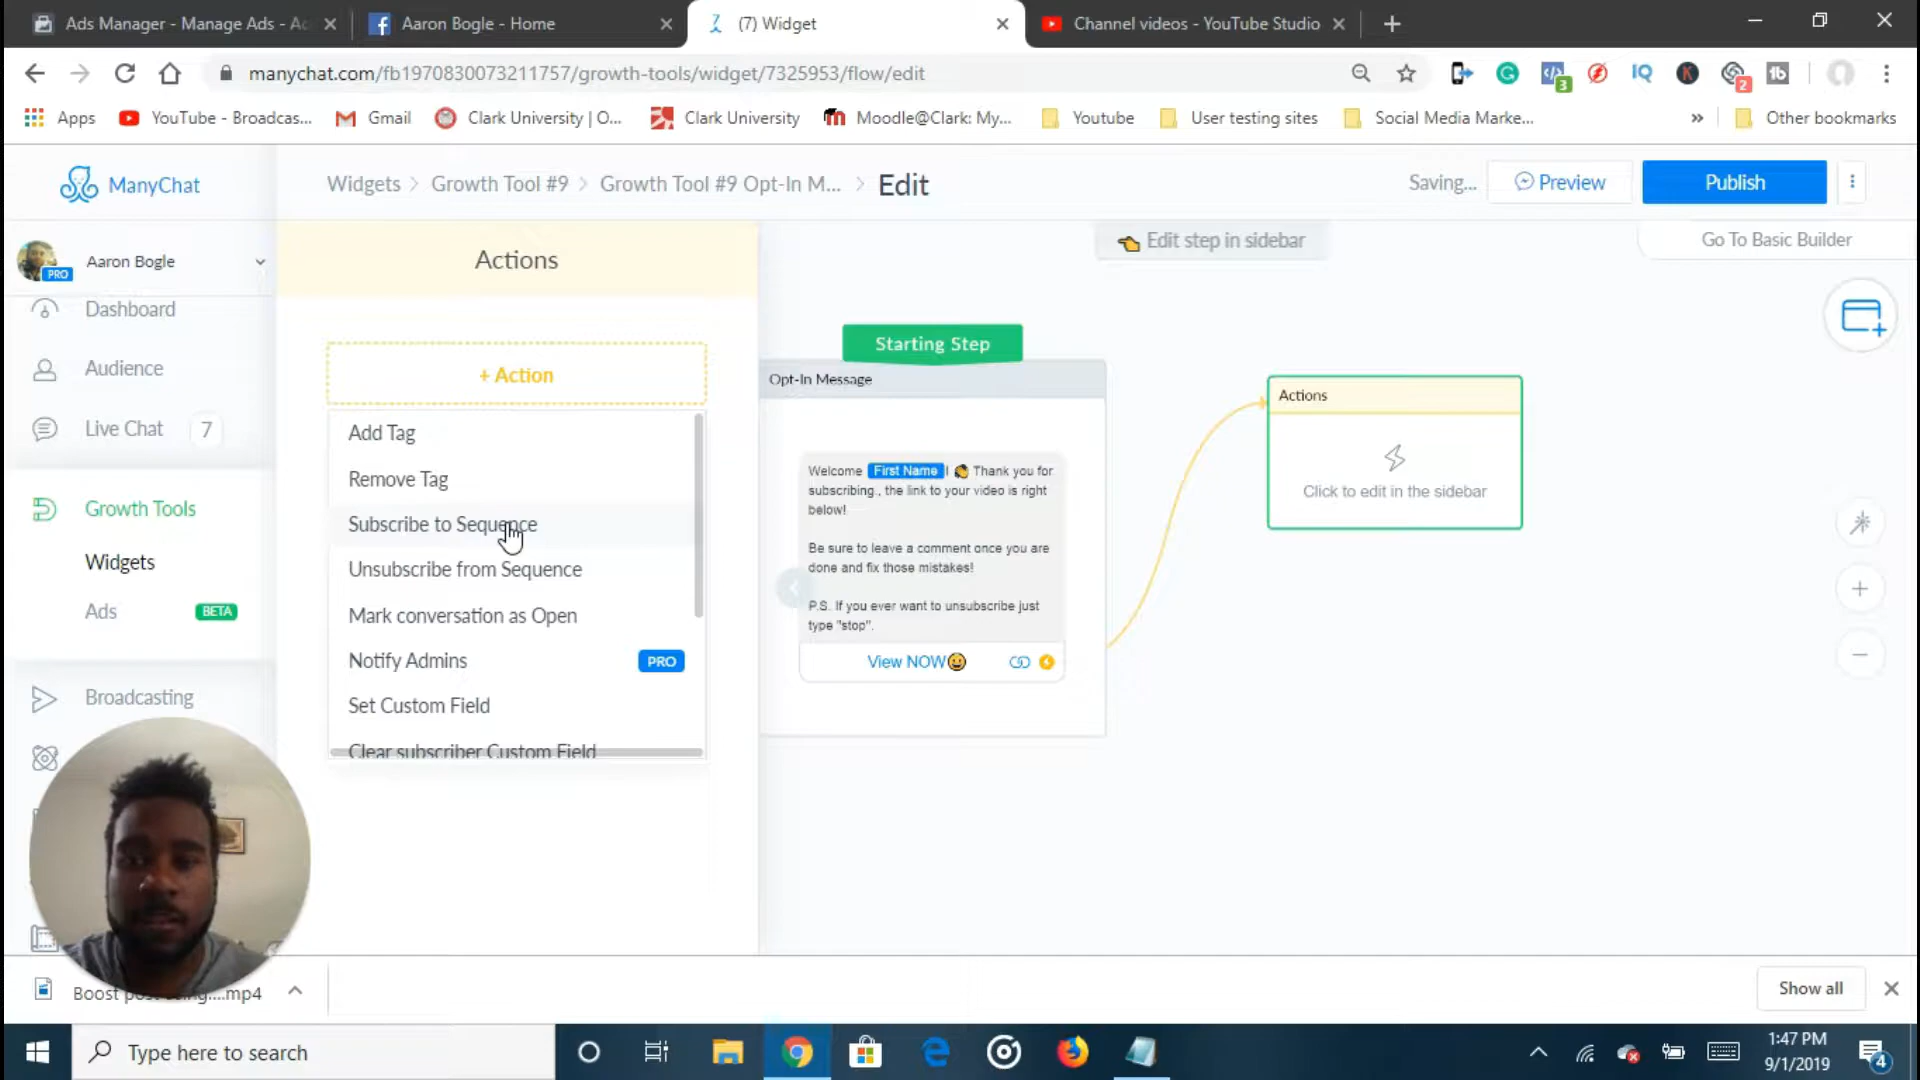 Ads Manager - Manage Ads - Ac
Aaron Bogle - Home
(7) Widget
Channel videos - YouTube Studio
manychat.com/fb1970830073211757/growth-tools/widget/7325953/flow/edit
Apps
YouTube - Broadcas...
Gmail
Clark University | O...
Clark University
Moodle@Clark: My...
Youtube
User testing sites
Social Media Marke...
»
Other bookmarks
ManyChat
Widgets > Growth Tool #9 > Growth Tool #9 Opt-In M... > Edit
Saving...
Preview
Publish
Aaron Bogle
PRO
Edit step in sidebar
Go To Basic Builder
Dashboard
Audience
Live Chat 7
Growth Tools
Widgets
Ads BETA
Broadcasting
Actions
+ Action
Add Tag
Remove Tag
Subscribe to Sequence
Unsubscribe from Sequence
Mark conversation as Open
Notify Admins PRO
Set Custom Field
Clear subscriber Custom Field
Starting Step
Opt-In Message
Welcome First Name ! Thank you for
subscribing., the link to your video is right
below!
Be sure to leave a comment once you are
done and fix those mistakes!
P.S. If you ever want to unsubscribe just
type "stop".
View NOW
Actions
Click to edit in the sidebar
Boost p
....mp4
Show all
Type here to search
1:47 PM
9/1/2019
4